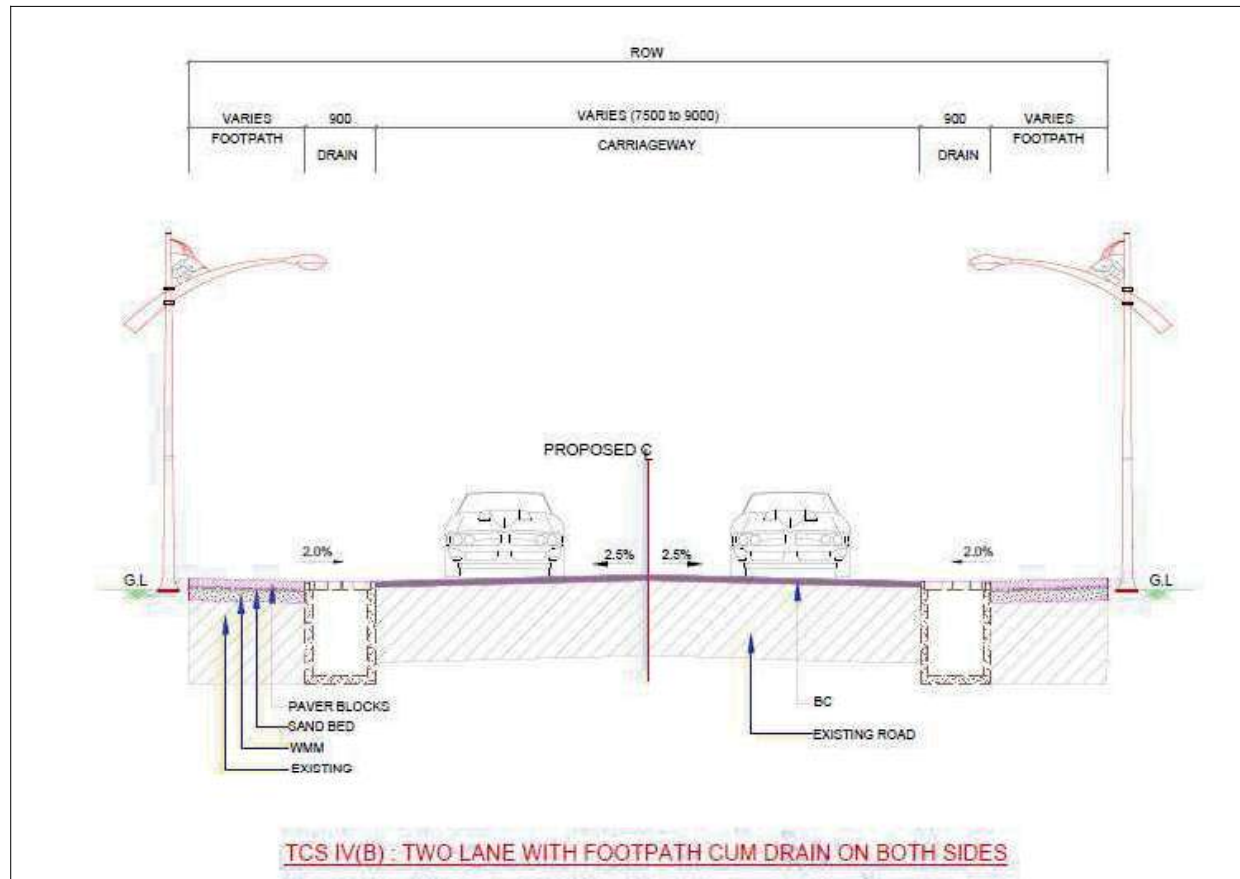 ROW
VARIES 900 VARIES (7500 to 9000) 900 VARIES
FOOTPATH DRAIN CARRIAGEWAY DRAIN FOOTPATH
PROPOSED ℄
2.0% 2.5% 2.5% 2.0%
G.L G.L
PAVER BLOCKS BC
SAND BED
WMM EXISTING ROAD
EXISTING
TCS IV(B) : TWO LANE WITH FOOTPATH CUM DRAIN ON BOTH SIDES